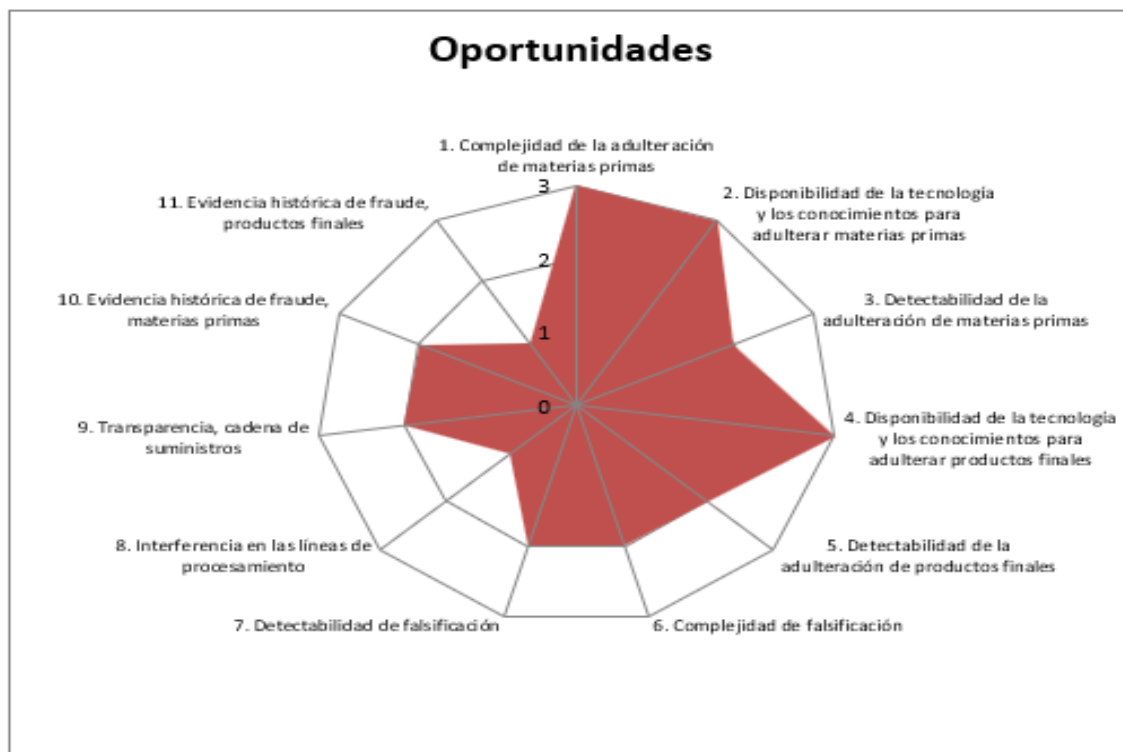 Oportunidades
1. Complejidad de la adulteración
de materias primas
2. Disponibilidad de la tecnología
y los conocimientos para
adulterar materias primas
3. Detectabilidad de la
adulteración de materias primas
4. Disponibilidad de la tecnología
y los conocimientos para
adulterar productos finales
5. Detectabilidad de la
adulteración de productos finales
6. Complejidad de falsificación
7. Detectabilidad de falsificación
8. Interferencia en las líneas de
procesamiento
9. Transparencia, cadena de
suministros
10. Evidencia histórica de fraude,
materias primas
11. Evidencia histórica de fraude,
productos finales
3
2
1
0